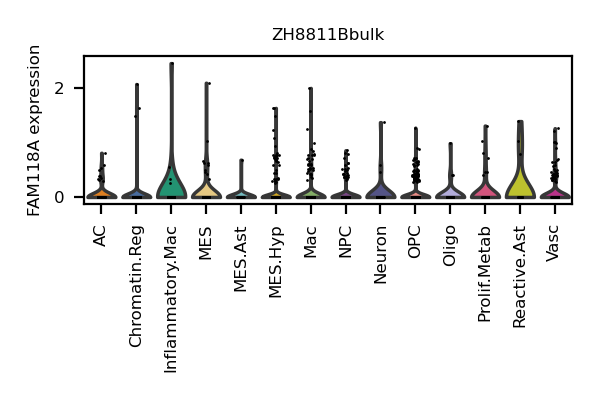 ZH8811Bbulk
FAM118A expression
2
0
AC
Chromatin.Reg
Inflammatory.Mac
MES
MES.Ast
MES.Hyp
Mac
NPC
Neuron
OPC
Oligo
Prolif.Metab
Reactive.Ast
Vasc